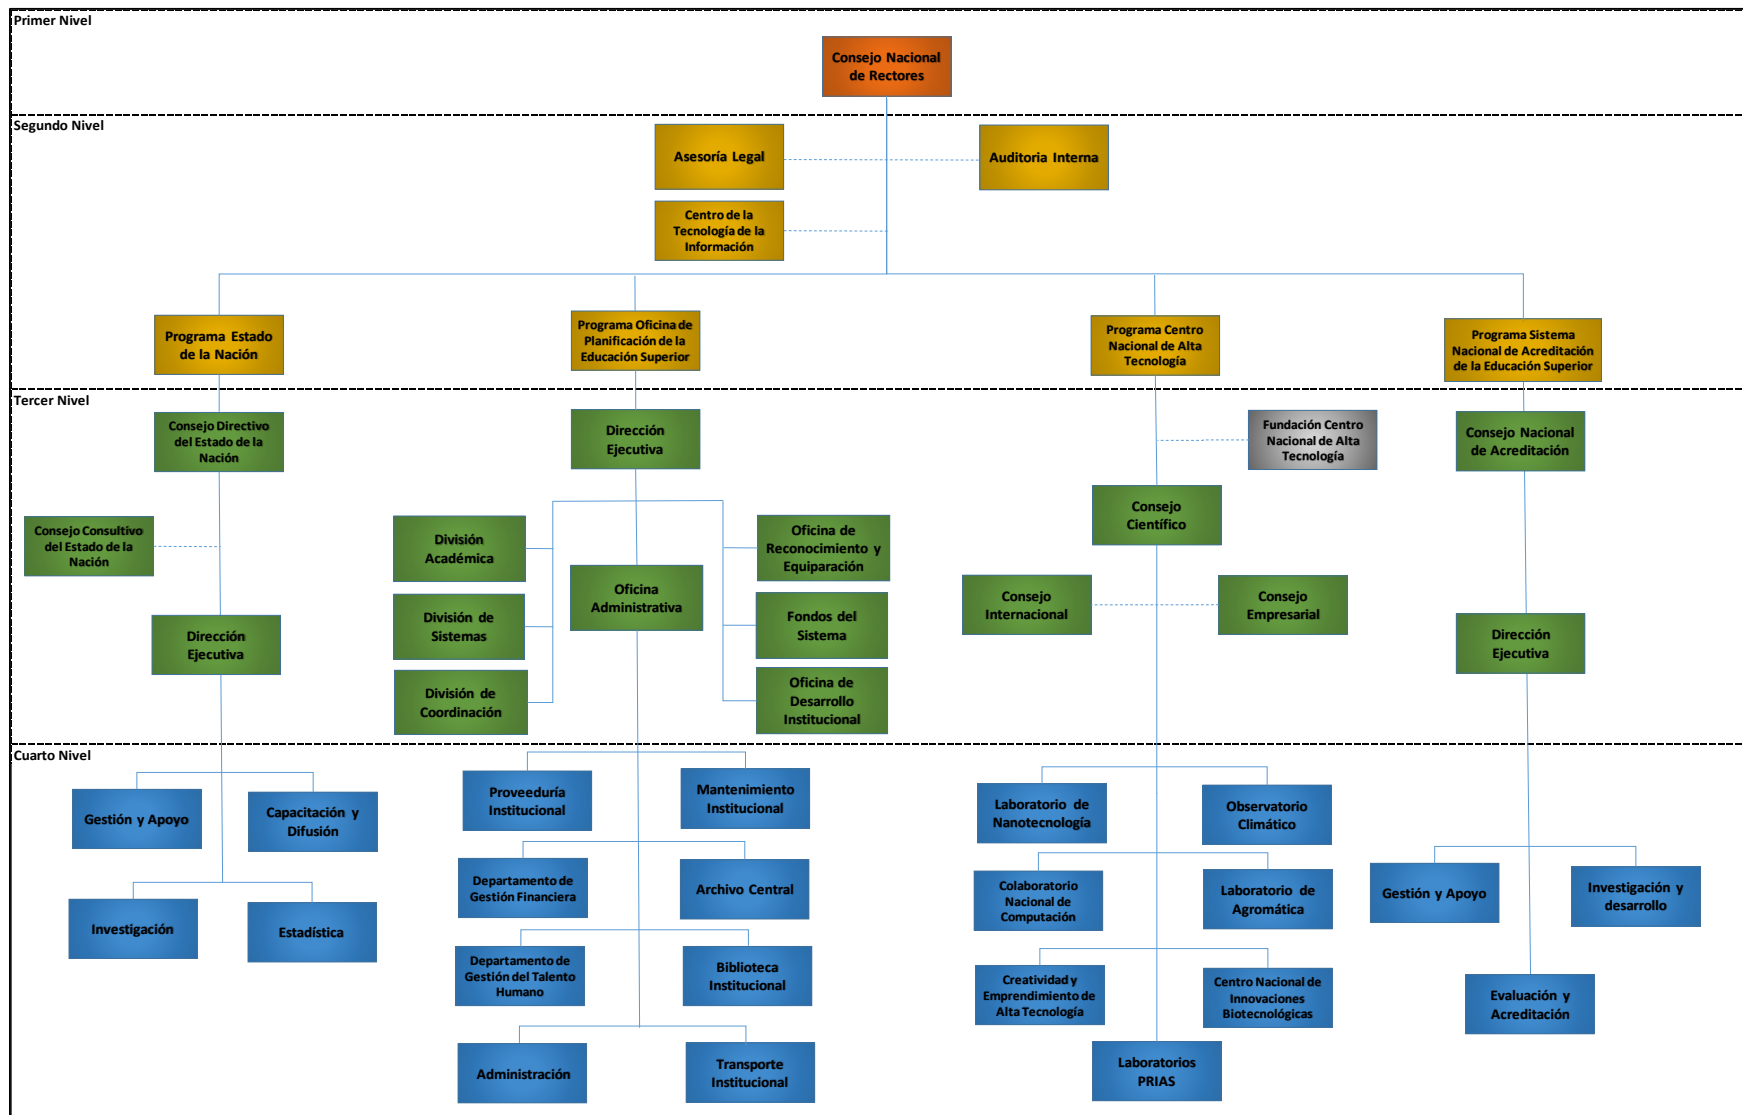 Primer Nivel
Consejo Nacional
de Rectores
Segundo Nivel
Asesoría Legal
Auditoria Interna
Centro de la
Tecnología de la
Información
Programa Estado
de la Nación
Programa Oficina de
Planificación de la
Educación Superior
Programa Centro
Nacional de Alta
Tecnología
Programa Sistema
Nacional de Acreditación
de la Educación Superior
Tercer Nivel
Consejo Directivo
del Estado de la
Nación
Dirección
Ejecutiva
Fundación Centro
Nacional de Alta
Tecnología
Consejo Nacional
de Acreditación
Consejo Consultivo
del Estado de la
Nación
División
Académica
Oficina de
Reconocimiento y
Equiparación
Consejo
Científico
Oficina
Administrativa
Consejo
Internacional
Consejo
Empresarial
Dirección
Ejecutiva
División de
Sistemas
Fondos del
Sistema
Dirección
Ejecutiva
División de
Coordinación
Oficina de
Desarrollo
Institucional
Cuarto Nivel
Gestión y Apoyo
Capacitación y
Difusión
Investigación
Estadística
Proveeduría
Institucional
Mantenimiento
Institucional
Departamento de
Gestión Financiera
Archivo Central
Departamento de
Gestión del Talento
Humano
Biblioteca
Institucional
Administración
Transporte
Institucional
Laboratorio de
Nanotecnología
Observatorio
Climático
Colaboratorio
Nacional de
Computación
Laboratorio de
Agromática
Creatividad y
Emprendimiento de
Alta Tecnología
Centro Nacional de
Innovaciones
Biotecnológicas
Laboratorios
PRIAS
Gestión y Apoyo
Investigación y
desarrollo
Evaluación y
Acreditación